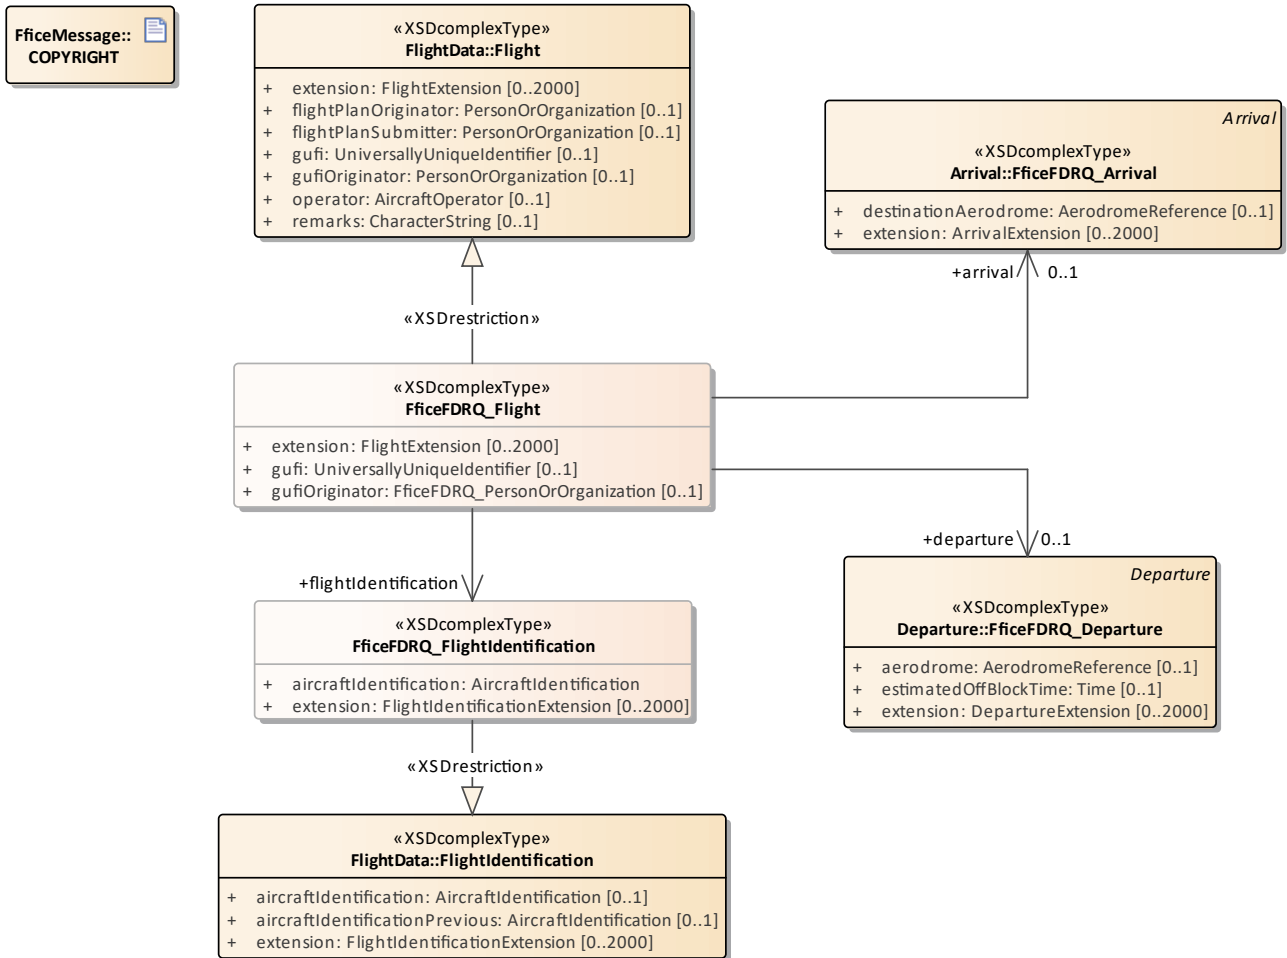 FficeMessage::
COPYRIGHT
«XSDcomplexType»
FlightData::Flight
+ extension: FlightExtension [0..2000]
+ flightPlanOriginator: PersonOrOrganization [0..1]
+ flightPlanSubmitter: PersonOrOrganization [0..1]
+ gufi: UniversallyUniqueIdentifier [0..1]
+ gufiOriginator: PersonOrOrganization [0..1]
+ operator: AircraftOperator [0..1]
+ remarks: CharacterString [0..1]
Arrival
«XSDcomplexType»
Arrival::FficeFDRQ_Arrival
+ destinationAerodrome: AerodromeReference [0..1]
+ extension: ArrivalExtension [0..2000]
+arrival 0..1
«XSDrestriction»
«XSDcomplexType»
FficeFDRQ_Flight
+ extension: FlightExtension [0..2000]
+ gufi: UniversallyUniqueIdentifier [0..1]
+ gufiOriginator: FficeFDRQ_PersonOrOrganization [0..1]
+departure 0..1
Departure
«XSDcomplexType»
Departure::FficeFDRQ_Departure
+ aerodrome: AerodromeReference [0..1]
+ estimatedOffBlockTime: Time [0..1]
+ extension: DepartureExtension [0..2000]
+flightIdentification
«XSDcomplexType»
FficeFDRQ_FlightIdentification
+ aircraftIdentification: AircraftIdentification
+ extension: FlightIdentificationExtension [0..2000]
«XSDrestriction»
«XSDcomplexType»
FlightData::FlightIdentification
+ aircraftIdentification: AircraftIdentification [0..1]
+ aircraftIdentificationPrevious: AircraftIdentification [0..1]
+ extension: FlightIdentificationExtension [0..2000]